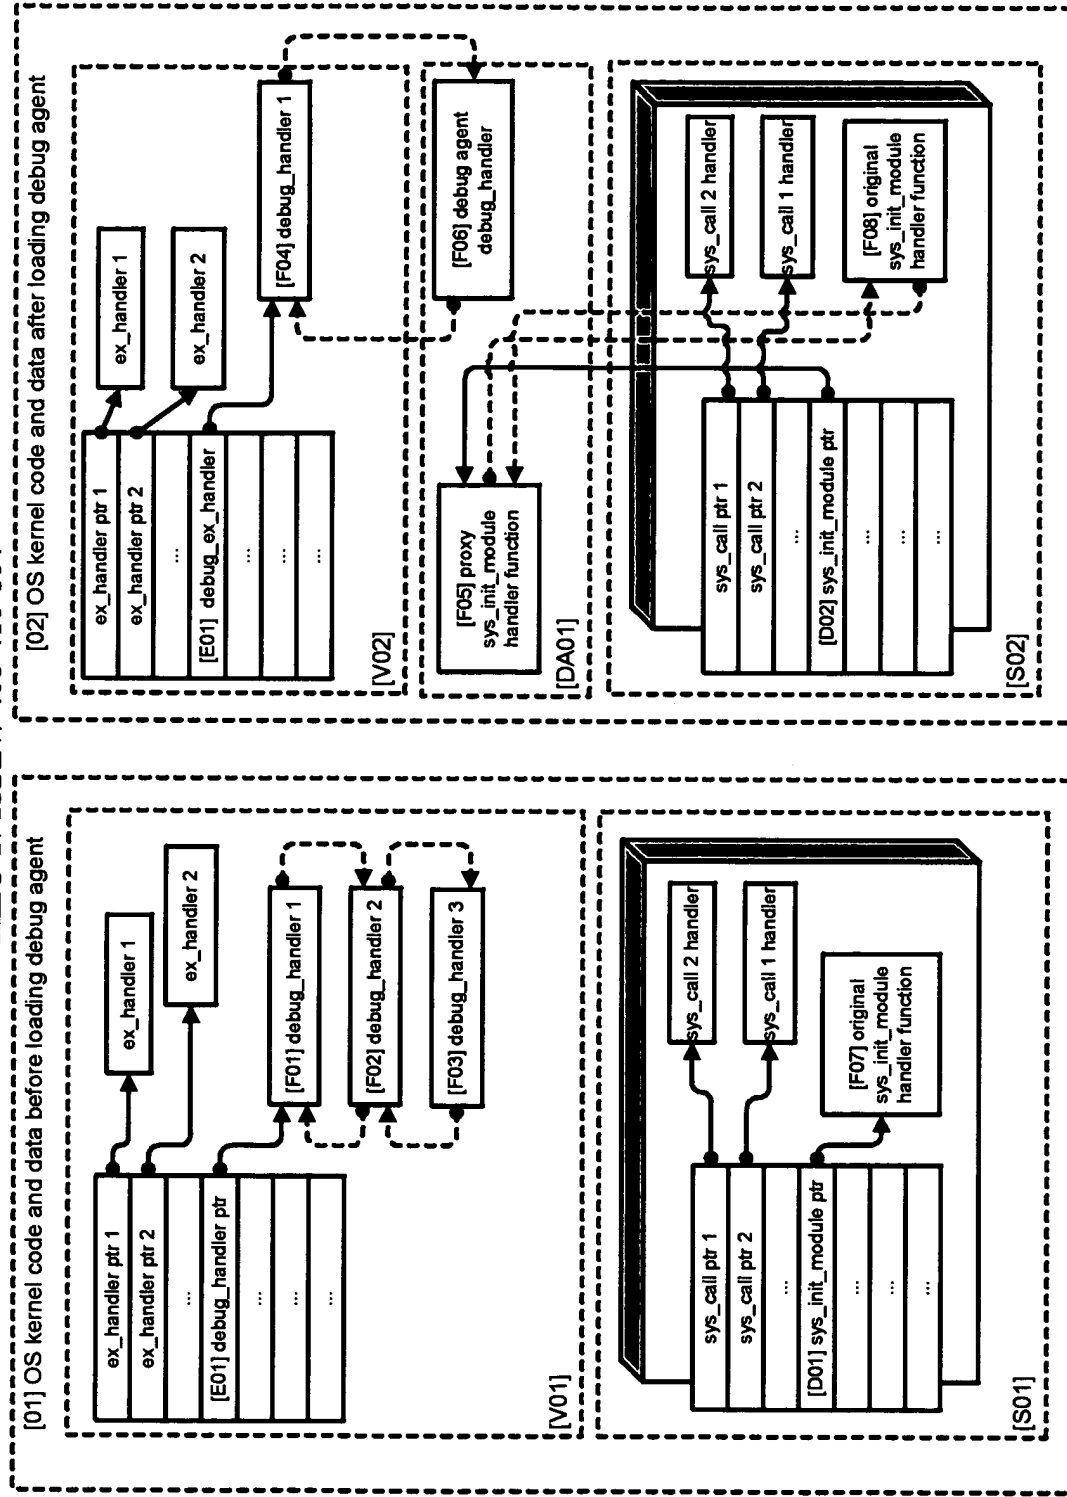 [01] OS kernel code and data before loading debug agent
ex_handler ptr 1
ex_handler ptr 2
...
[E01] debug_handler ptr
...
...
...
ex_handler 1
ex_handler 2
[F01] debug_handler 1
[F02] debug_handler 2
[F03] debug_handler 3
[V01]
sys_call ptr 1
sys_call ptr 2
...
[D01] sys_init_module ptr
...
...
...
sys_call 2 handler
sys_call 1 handler
[F07] original
sys_init_module
handler function
[S01]
[02] OS kernel code and data after loading debug agent
ex_handler ptr 1
ex_handler ptr 2
...
[E01] debug_ex_handler
...
...
...
ex_handler 1
ex_handler 2
[F04] debug_handler 1
[V02]
[F05] proxy
sys_init_module
handler function
[F06] debug agent
debug_handler
[DA01]
sys_call ptr 1
sys_call ptr 2
...
[D02] sys_init_module ptr
...
...
...
sys_call 2 handler
sys_call 1 handler
[F08] original
sys_init_module
handler function
[S02]